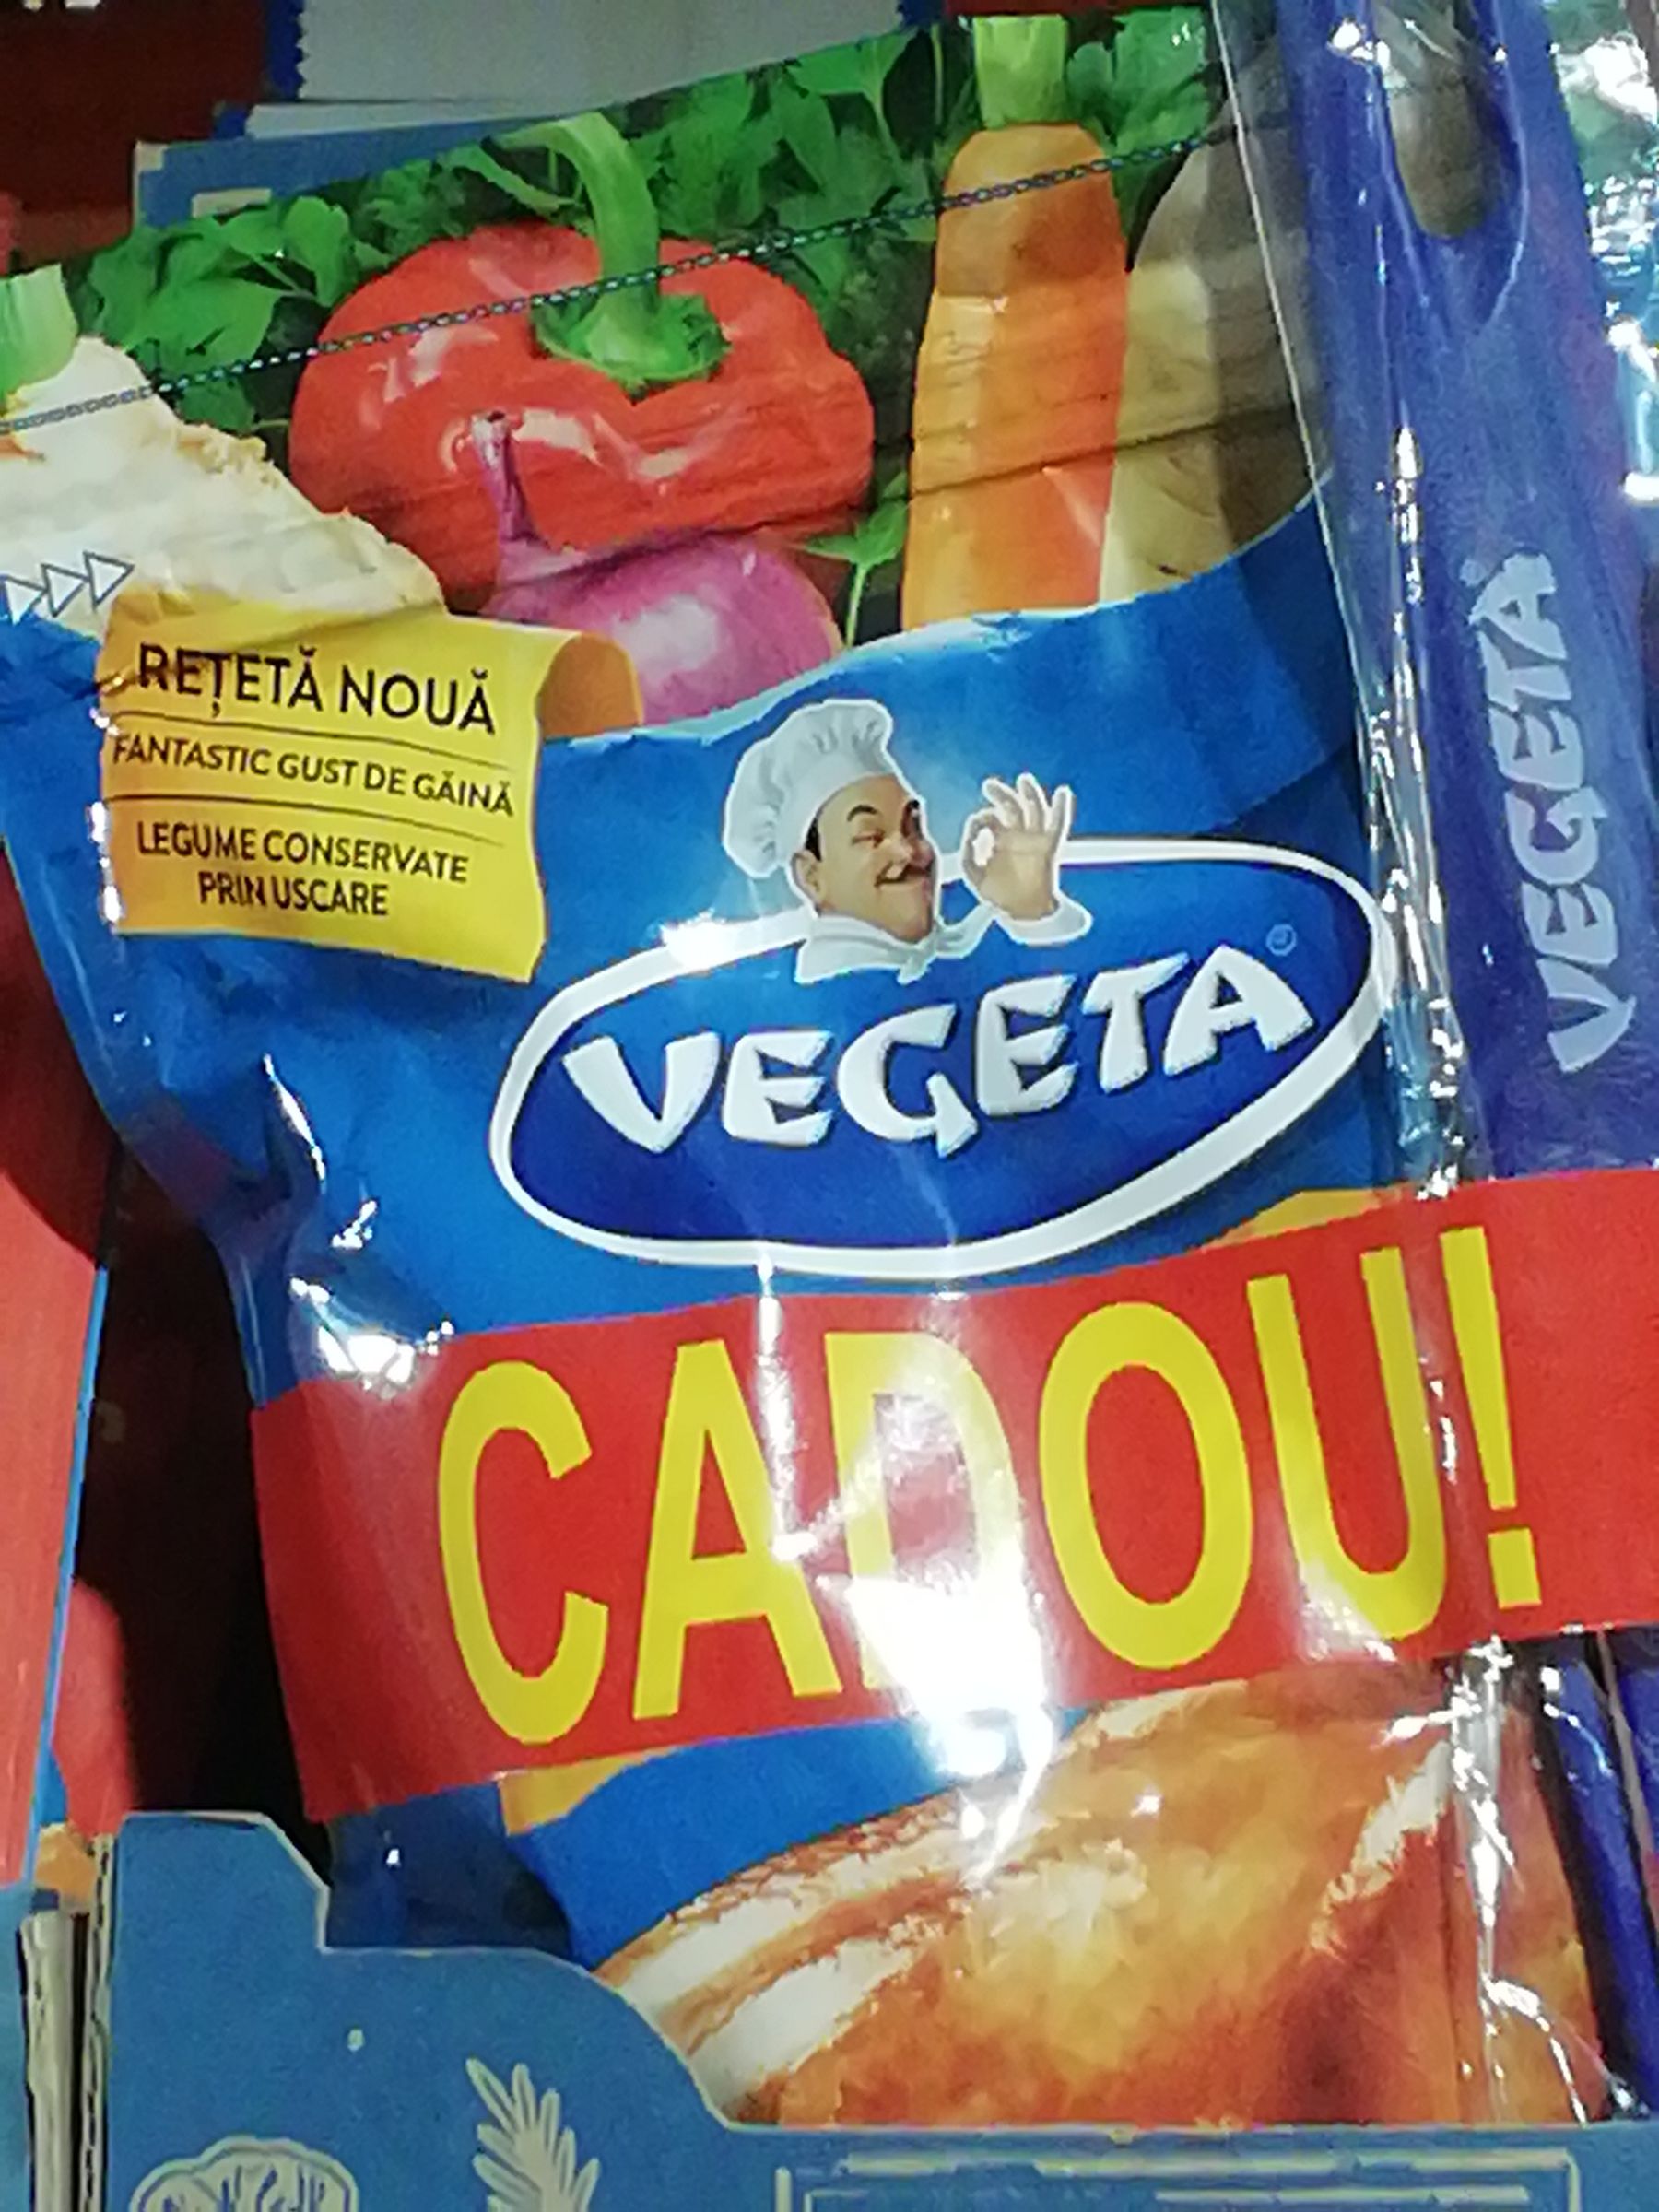 REȚETĂ NOUĂ
FANTASTIC GUST DE GĂINĂ
LEGUME CONSERVATE
PRIN USCARE
VEGETA®
VEGETA
CADOU!